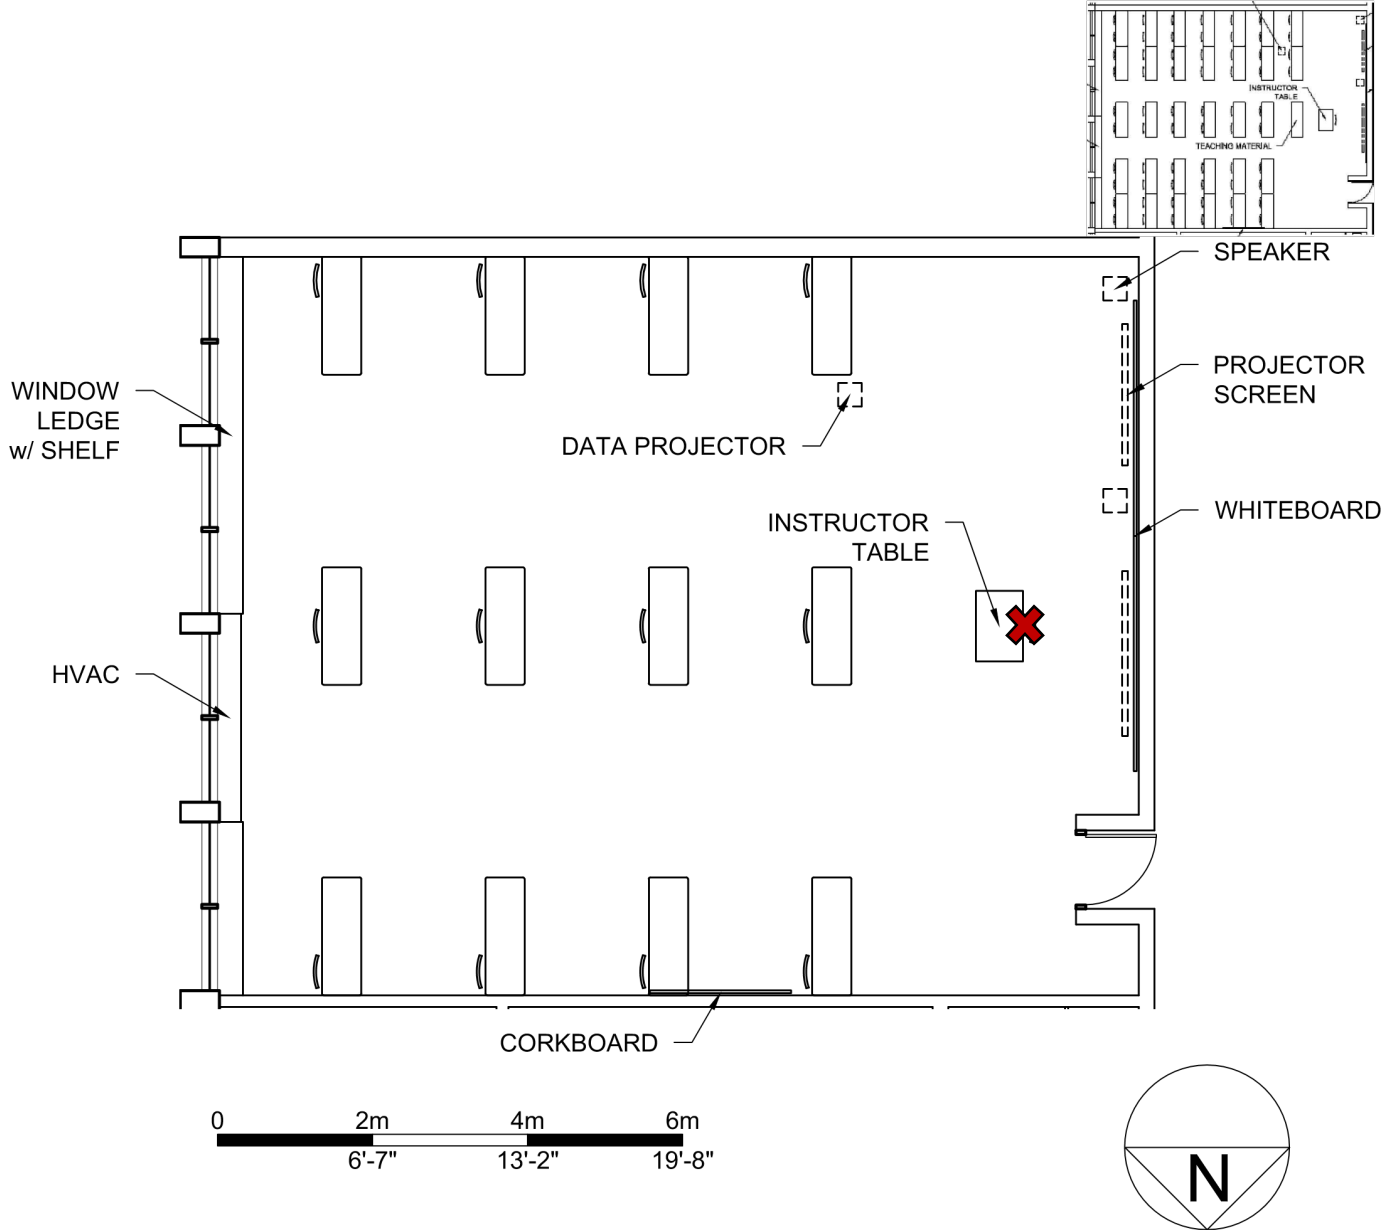 INSTRUCTOR
TABLE
TEACHING MATERIAL
SPEAKER
WINDOW
LEDGE
w/ SHELF
PROJECTOR
SCREEN
DATA PROJECTOR
WHITEBOARD
INSTRUCTOR
TABLE
HVAC
CORKBOARD
0 2m 4m 6m
6'-7" 13'-2" 19'-8"
N